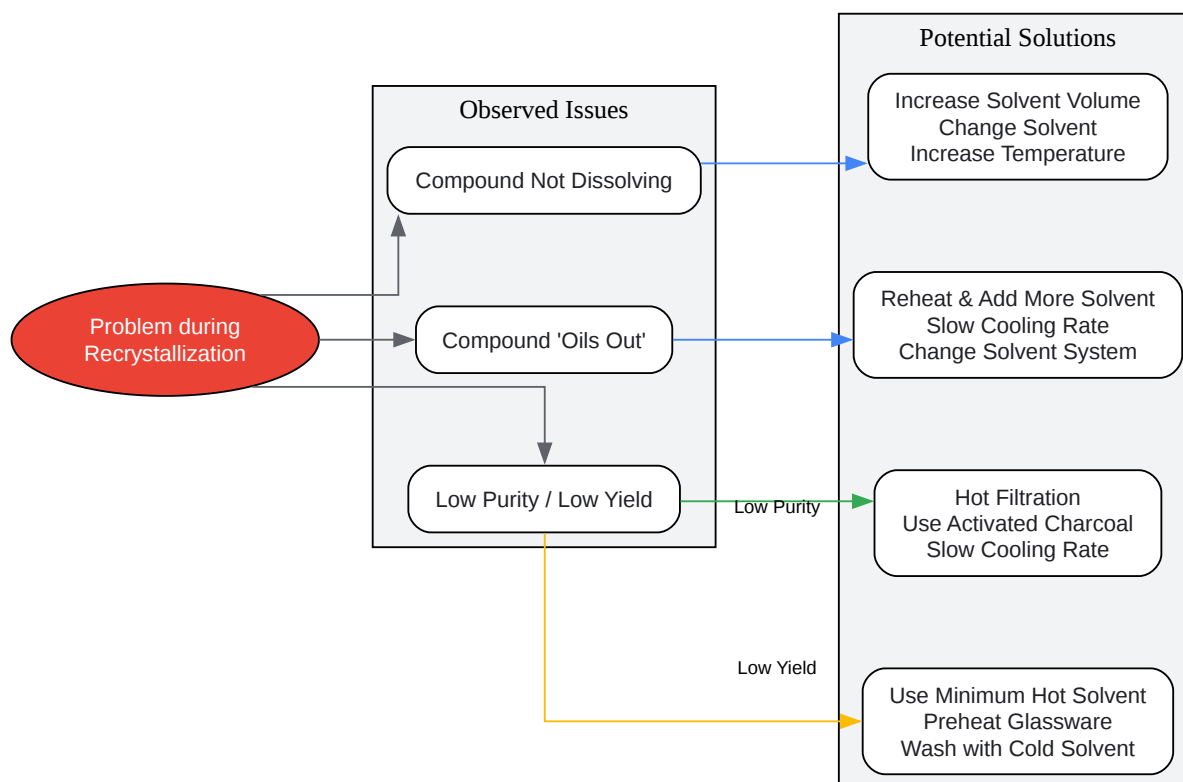 Problem during
Recrystallization
Observed Issues
Compound Not Dissolving
Compound 'Oils Out'
Low Purity / Low Yield
Low Purity
Low Yield
Potential Solutions
Increase Solvent Volume
Change Solvent
Increase Temperature
Reheat & Add More Solvent
Slow Cooling Rate
Change Solvent System
Hot Filtration
Use Activated Charcoal
Slow Cooling Rate
Use Minimum Hot Solvent
Preheat Glassware
Wash with Cold Solvent